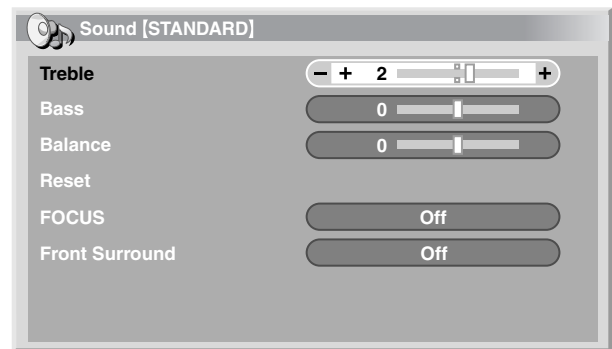 Sound [STANDARD]
Treble − + 2 +
Bass 0
Balance 0
Reset
FOCUS Off
Front Surround Off